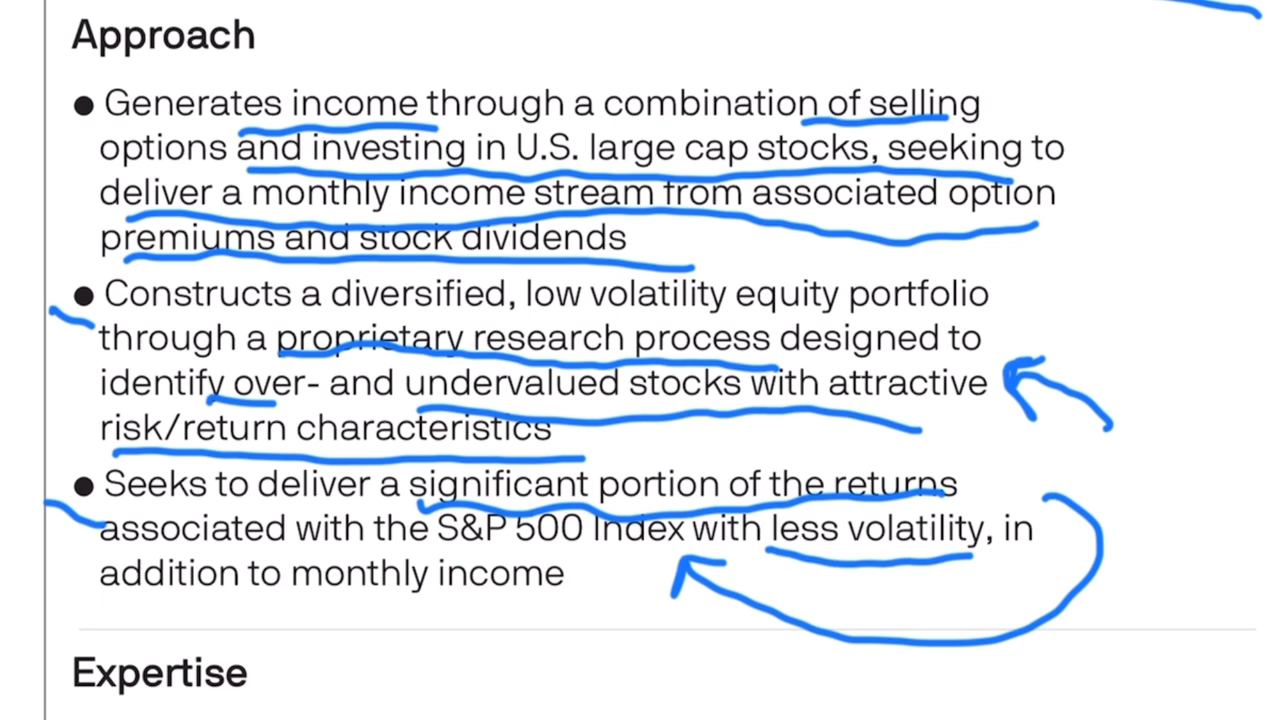 Approach
● Generates income through a combination of selling
options and investing in U.S. large cap stocks, seeking to
deliver a monthly income stream from associated option
premiums and stock dividends
● Constructs a diversified, low volatility equity portfolio
through a proprietary research process designed to
identify over- and undervalued stocks with attractive
risk/return characteristics
● Seeks to deliver a significant portion of the returns
associated with the S&P 500 Index with less volatility, in
addition to monthly income
Expertise